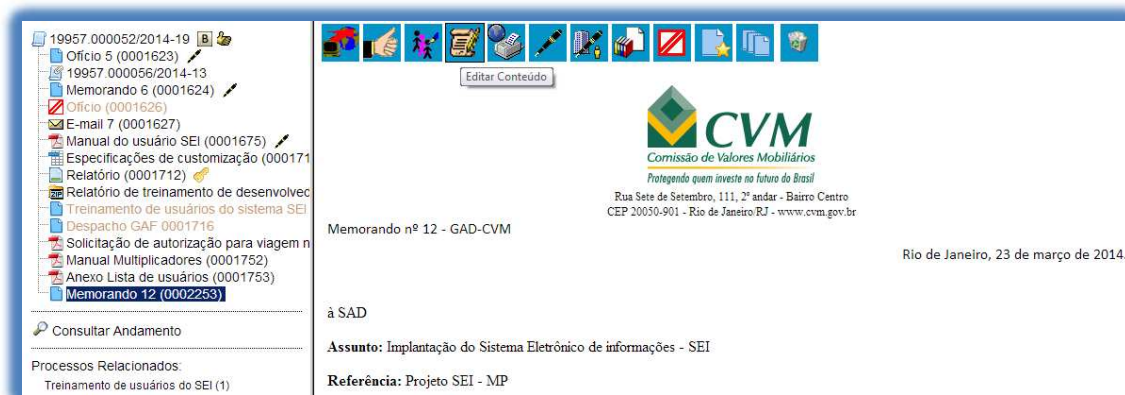 19957.000052/2014-19 B
Ofício 5 (0001623)
19957.000056/2014-13
Memorando 6 (0001624)
Ofício (0001626)
E-mail 7 (0001627)
Manual do usuário SEI (0001675)
Especificações de customização (000171
Relatório (0001712)
Relatório de treinamento de desenvolvec
Treinamento de usuários do sistema SEI
Despacho GAF 0001716
Solicitação de autorização para viagem n
Manual Multiplicadores (0001752)
Anexo Lista de usuários (0001753)
Memorando 12 (0002253)
Consultar Andamento
Processos Relacionados:
Treinamento de usuários do SEI (1)
Editar Conteúdo
CVM
Comissão de Valores Mobiliários
Protegendo quem investe no futuro do Brasil
Rua Sete de Setembro, 111, 2º andar - Bairro Centro
CEP 20050-901 - Rio de Janeiro/RJ - www.cvm.gov.br
Memorando nº 12 - GAD-CVM
Rio de Janeiro, 23 de março de 2014.
à SAD
Assunto: Implantação do Sistema Eletrônico de informações - SEI
Referência: Projeto SEI - MP